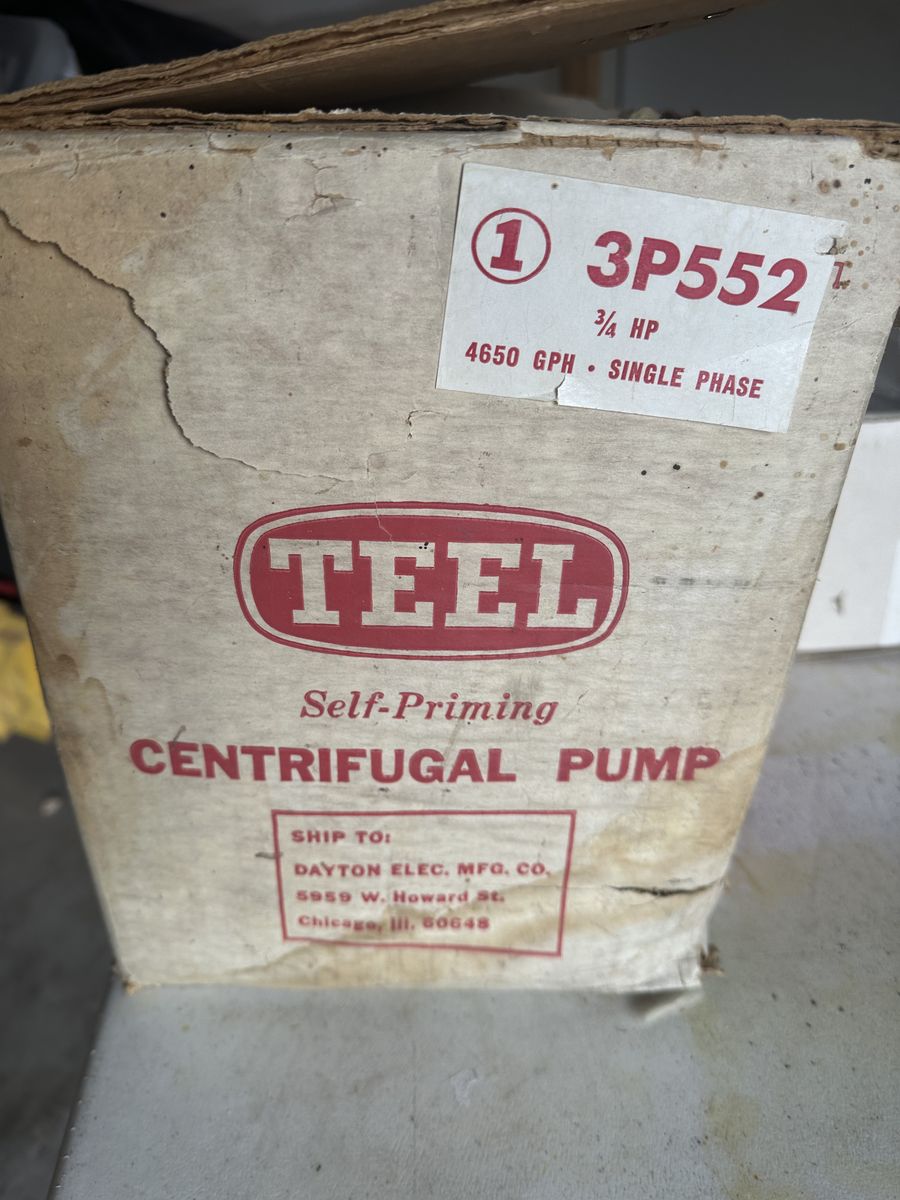 1 3P552
3/4 HP
4650 GPH • SINGLE PHASE
TEEL
Self-Priming
CENTRIFUGAL PUMP
SHIP TO:
DAYTON ELEC. MFG. CO.
5959 W. Howard St.
Chicago, Ill. 60648